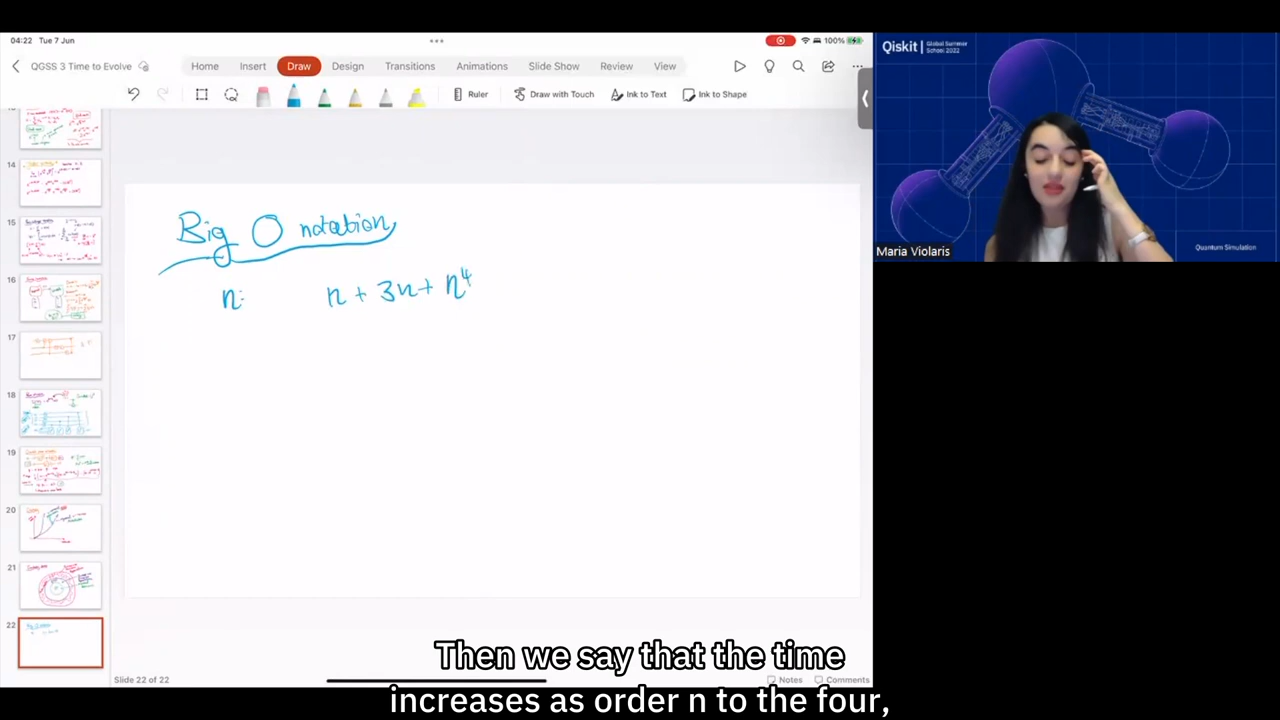 04:22 Tue 7 Jun
100%
QGSS 3 Time to Evolve
Home Insert Draw Design Transitions Animations Slide Show Review View
Ruler Draw with Touch Ink to Text Ink to Shape
Qiskit | Global Summer School 2022
Maria Violaris
Quantum Simulation
14
15
16
17
18
19
20
21
22
Big O notation
n: n + 3n + n⁴
Slide 22 of 22
Notes Comments
Then we say that the time
increases as order n to the four,